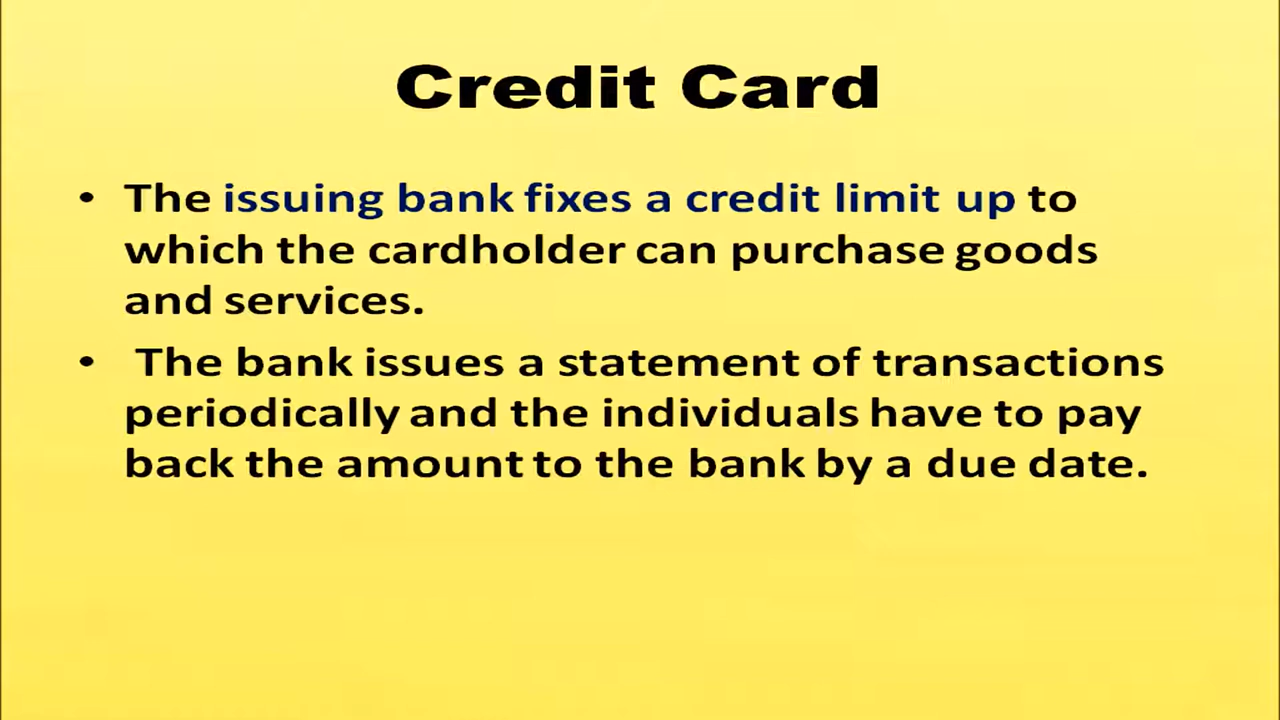 Credit Card
• The issuing bank fixes a credit limit up to
which the cardholder can purchase goods
and services.
• The bank issues a statement of transactions
periodically and the individuals have to pay
back the amount to the bank by a due date.